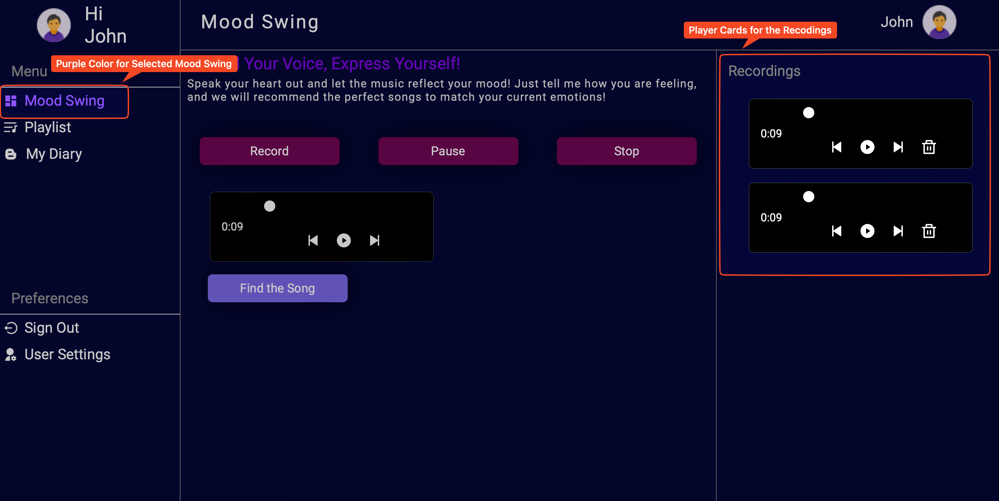 Hi
John
Mood Swing
John
Player Cards for the Recodings
Purple Color for Selected Mood Swing
Menu
Mood Swing
Playlist
My Diary
Your Voice, Express Yourself!
Speak your heart out and let the music reflect your mood! Just tell me how you are feeling,
and we will recommend the perfect songs to match your current emotions!
Record
Pause
Stop
0:09
Find the Song
Recordings
0:09
0:09
Preferences
Sign Out
User Settings